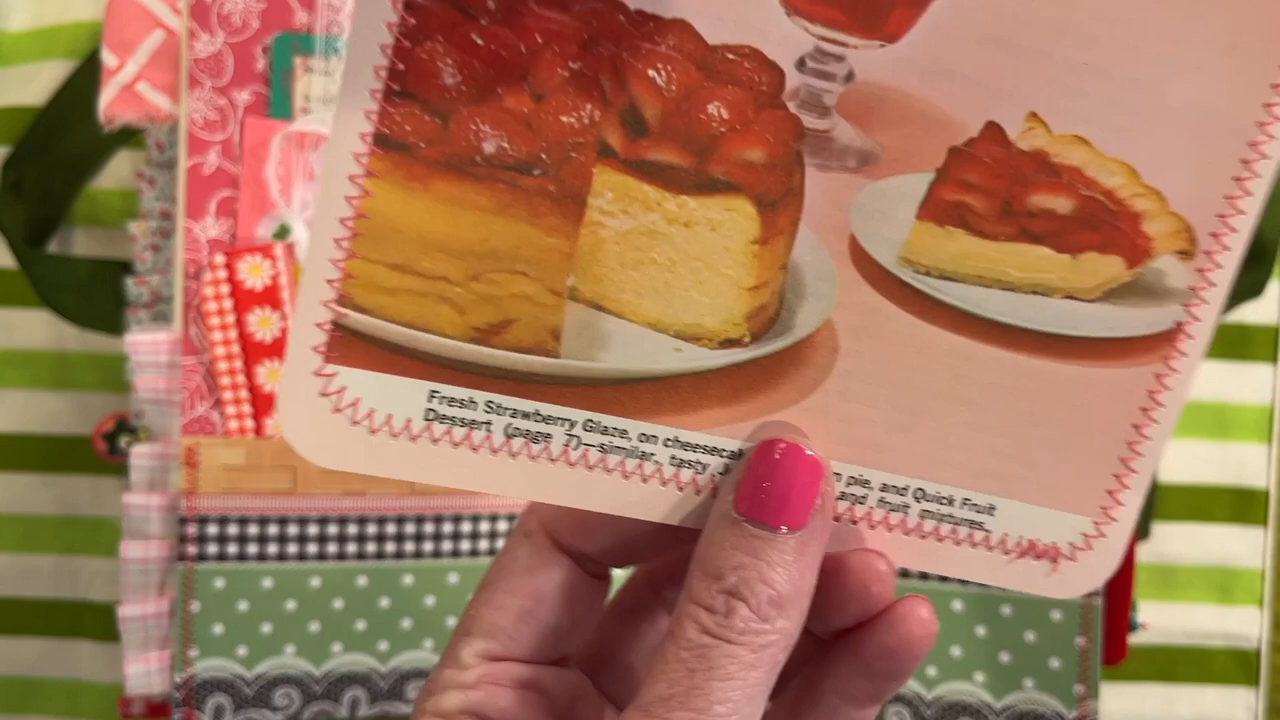 Fresh Strawberry Glaze, on cheesecak pie, and Quick Fruit
Dessert (page 7)—similar, tasty and fruit mixtures.